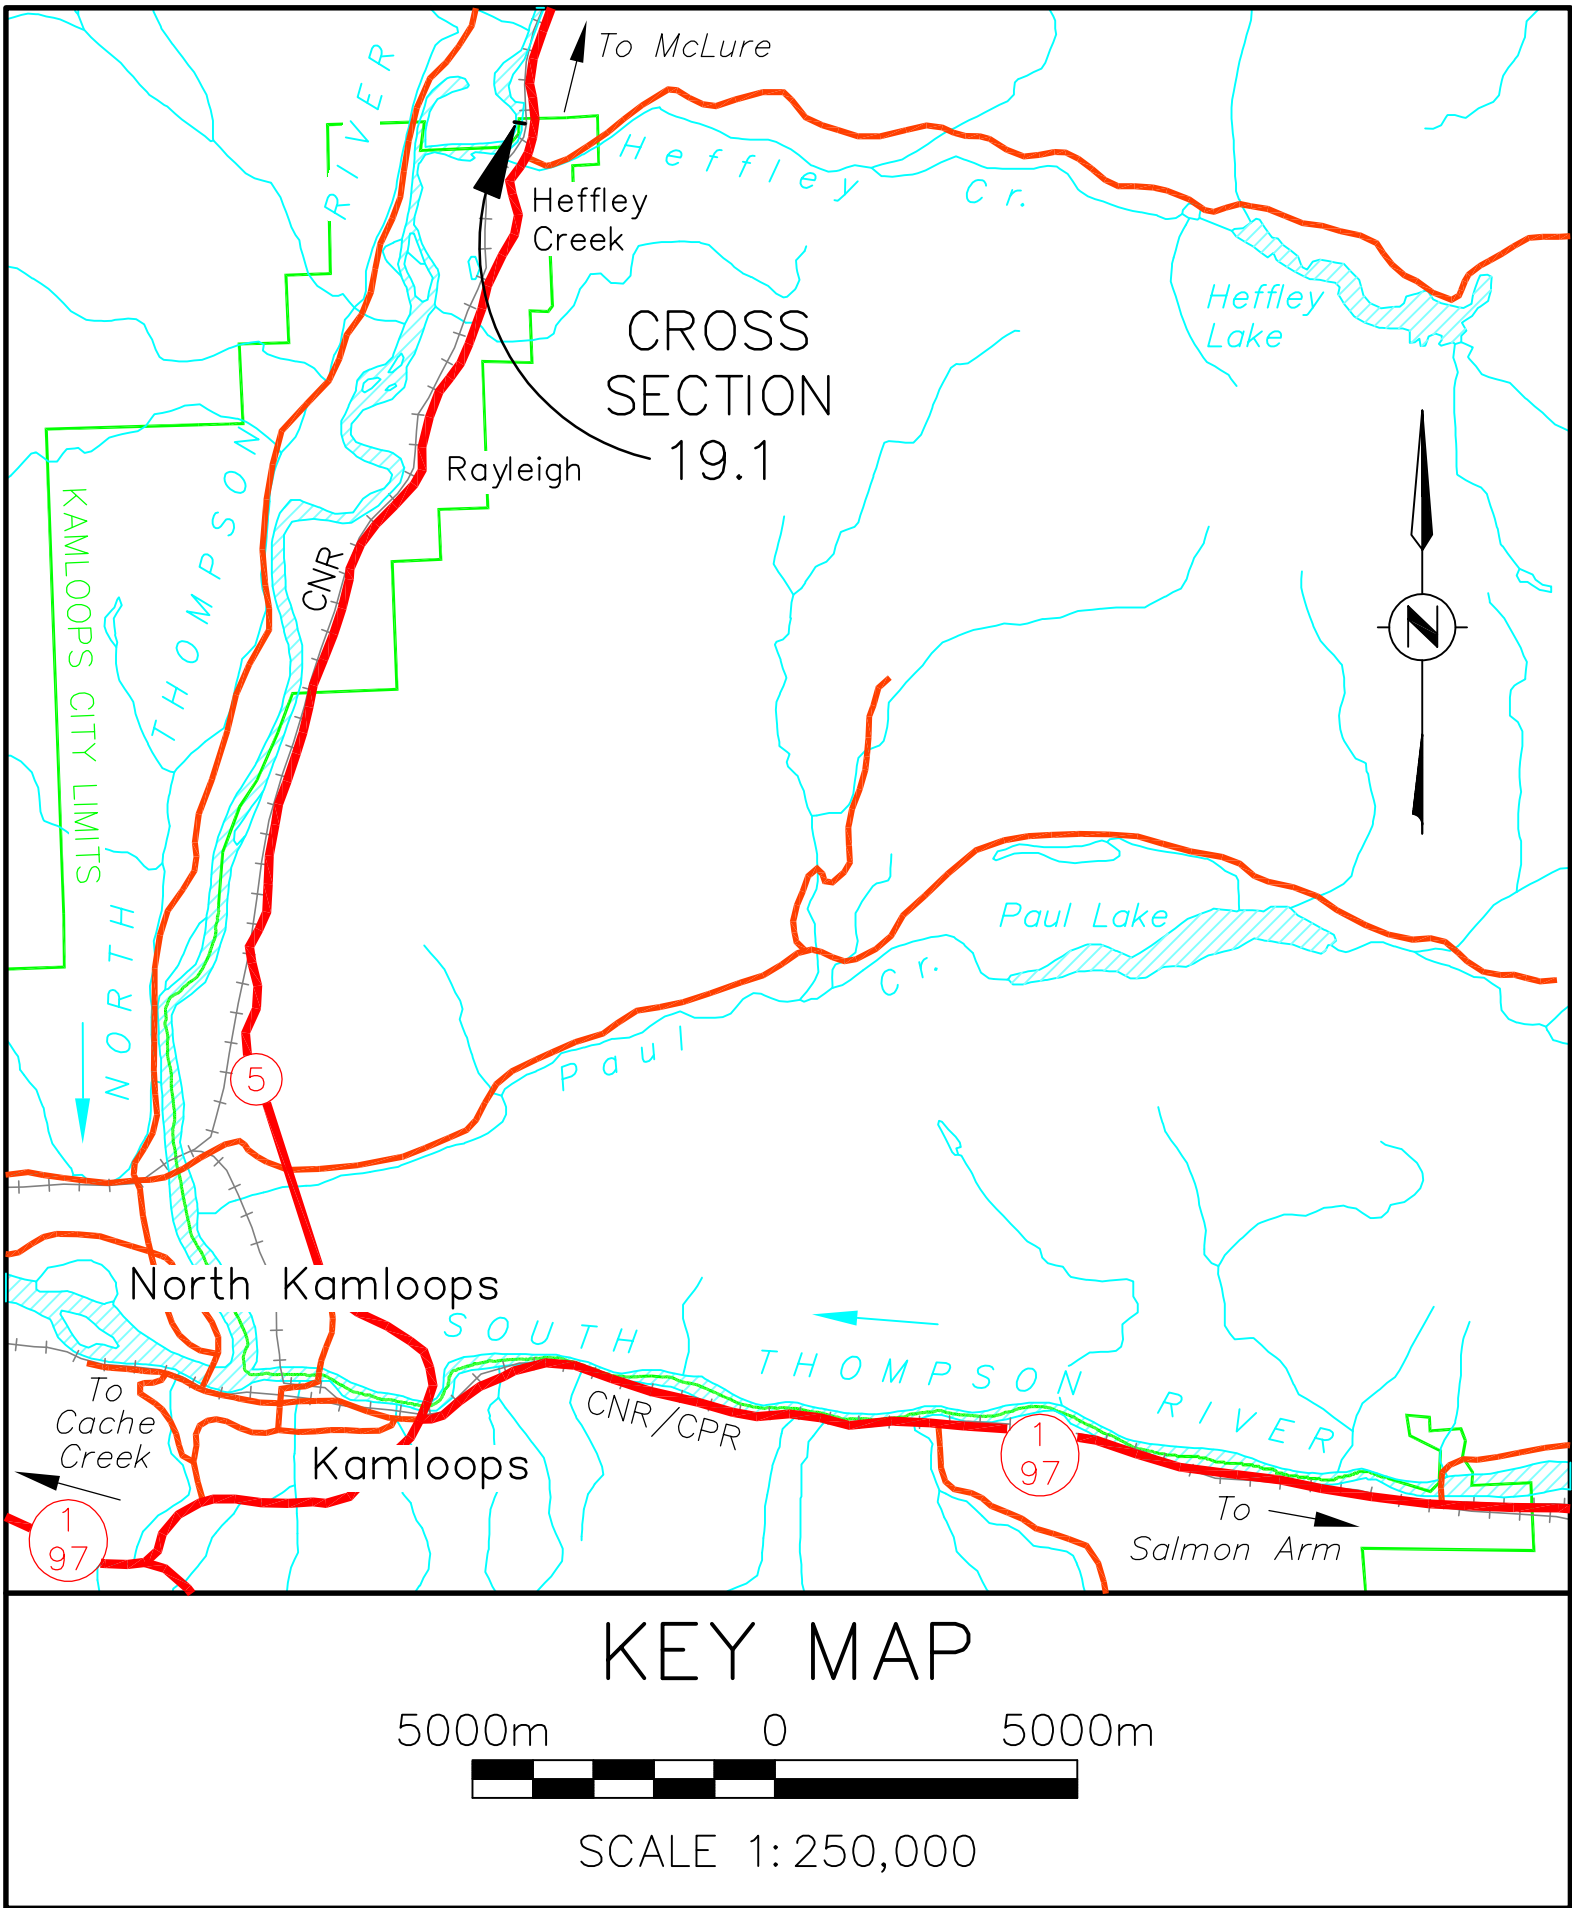 To McLure
RIVER
Heffley Cr.
Heffley
Creek
Heffley
Lake
CROSS
SECTION
19.1
Rayleigh
THOMPSON
KAMLOOPS CITY LIMITS
CNR
N
Paul Lake
NORTH
Paul Cr.
5
North Kamloops
SOUTH THOMPSON RIVER
To
Cache
Creek
CNR/CPR
Kamloops
1
97
1
97
To
Salmon Arm
KEY MAP
5000m 0 5000m
SCALE 1:250,000